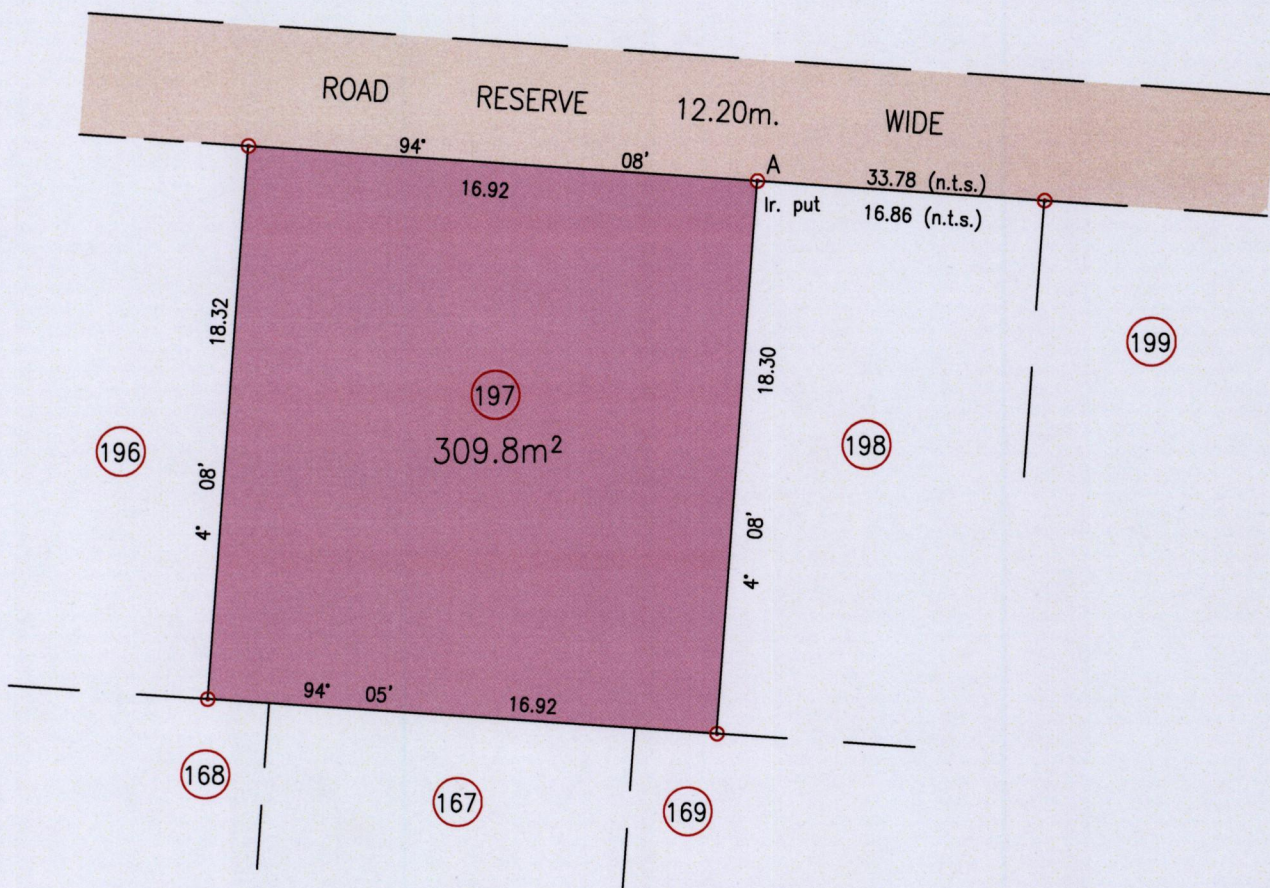 ROAD RESERVE 12.20m. WIDE
94° 08'
16.92
A
33.78 (n.t.s.)
Ir. put
16.86 (n.t.s.)
18.32
4° 08'
197
309.8m²
18.30
4° 08'
196
198
199
94° 05' 16.92
168
167
169